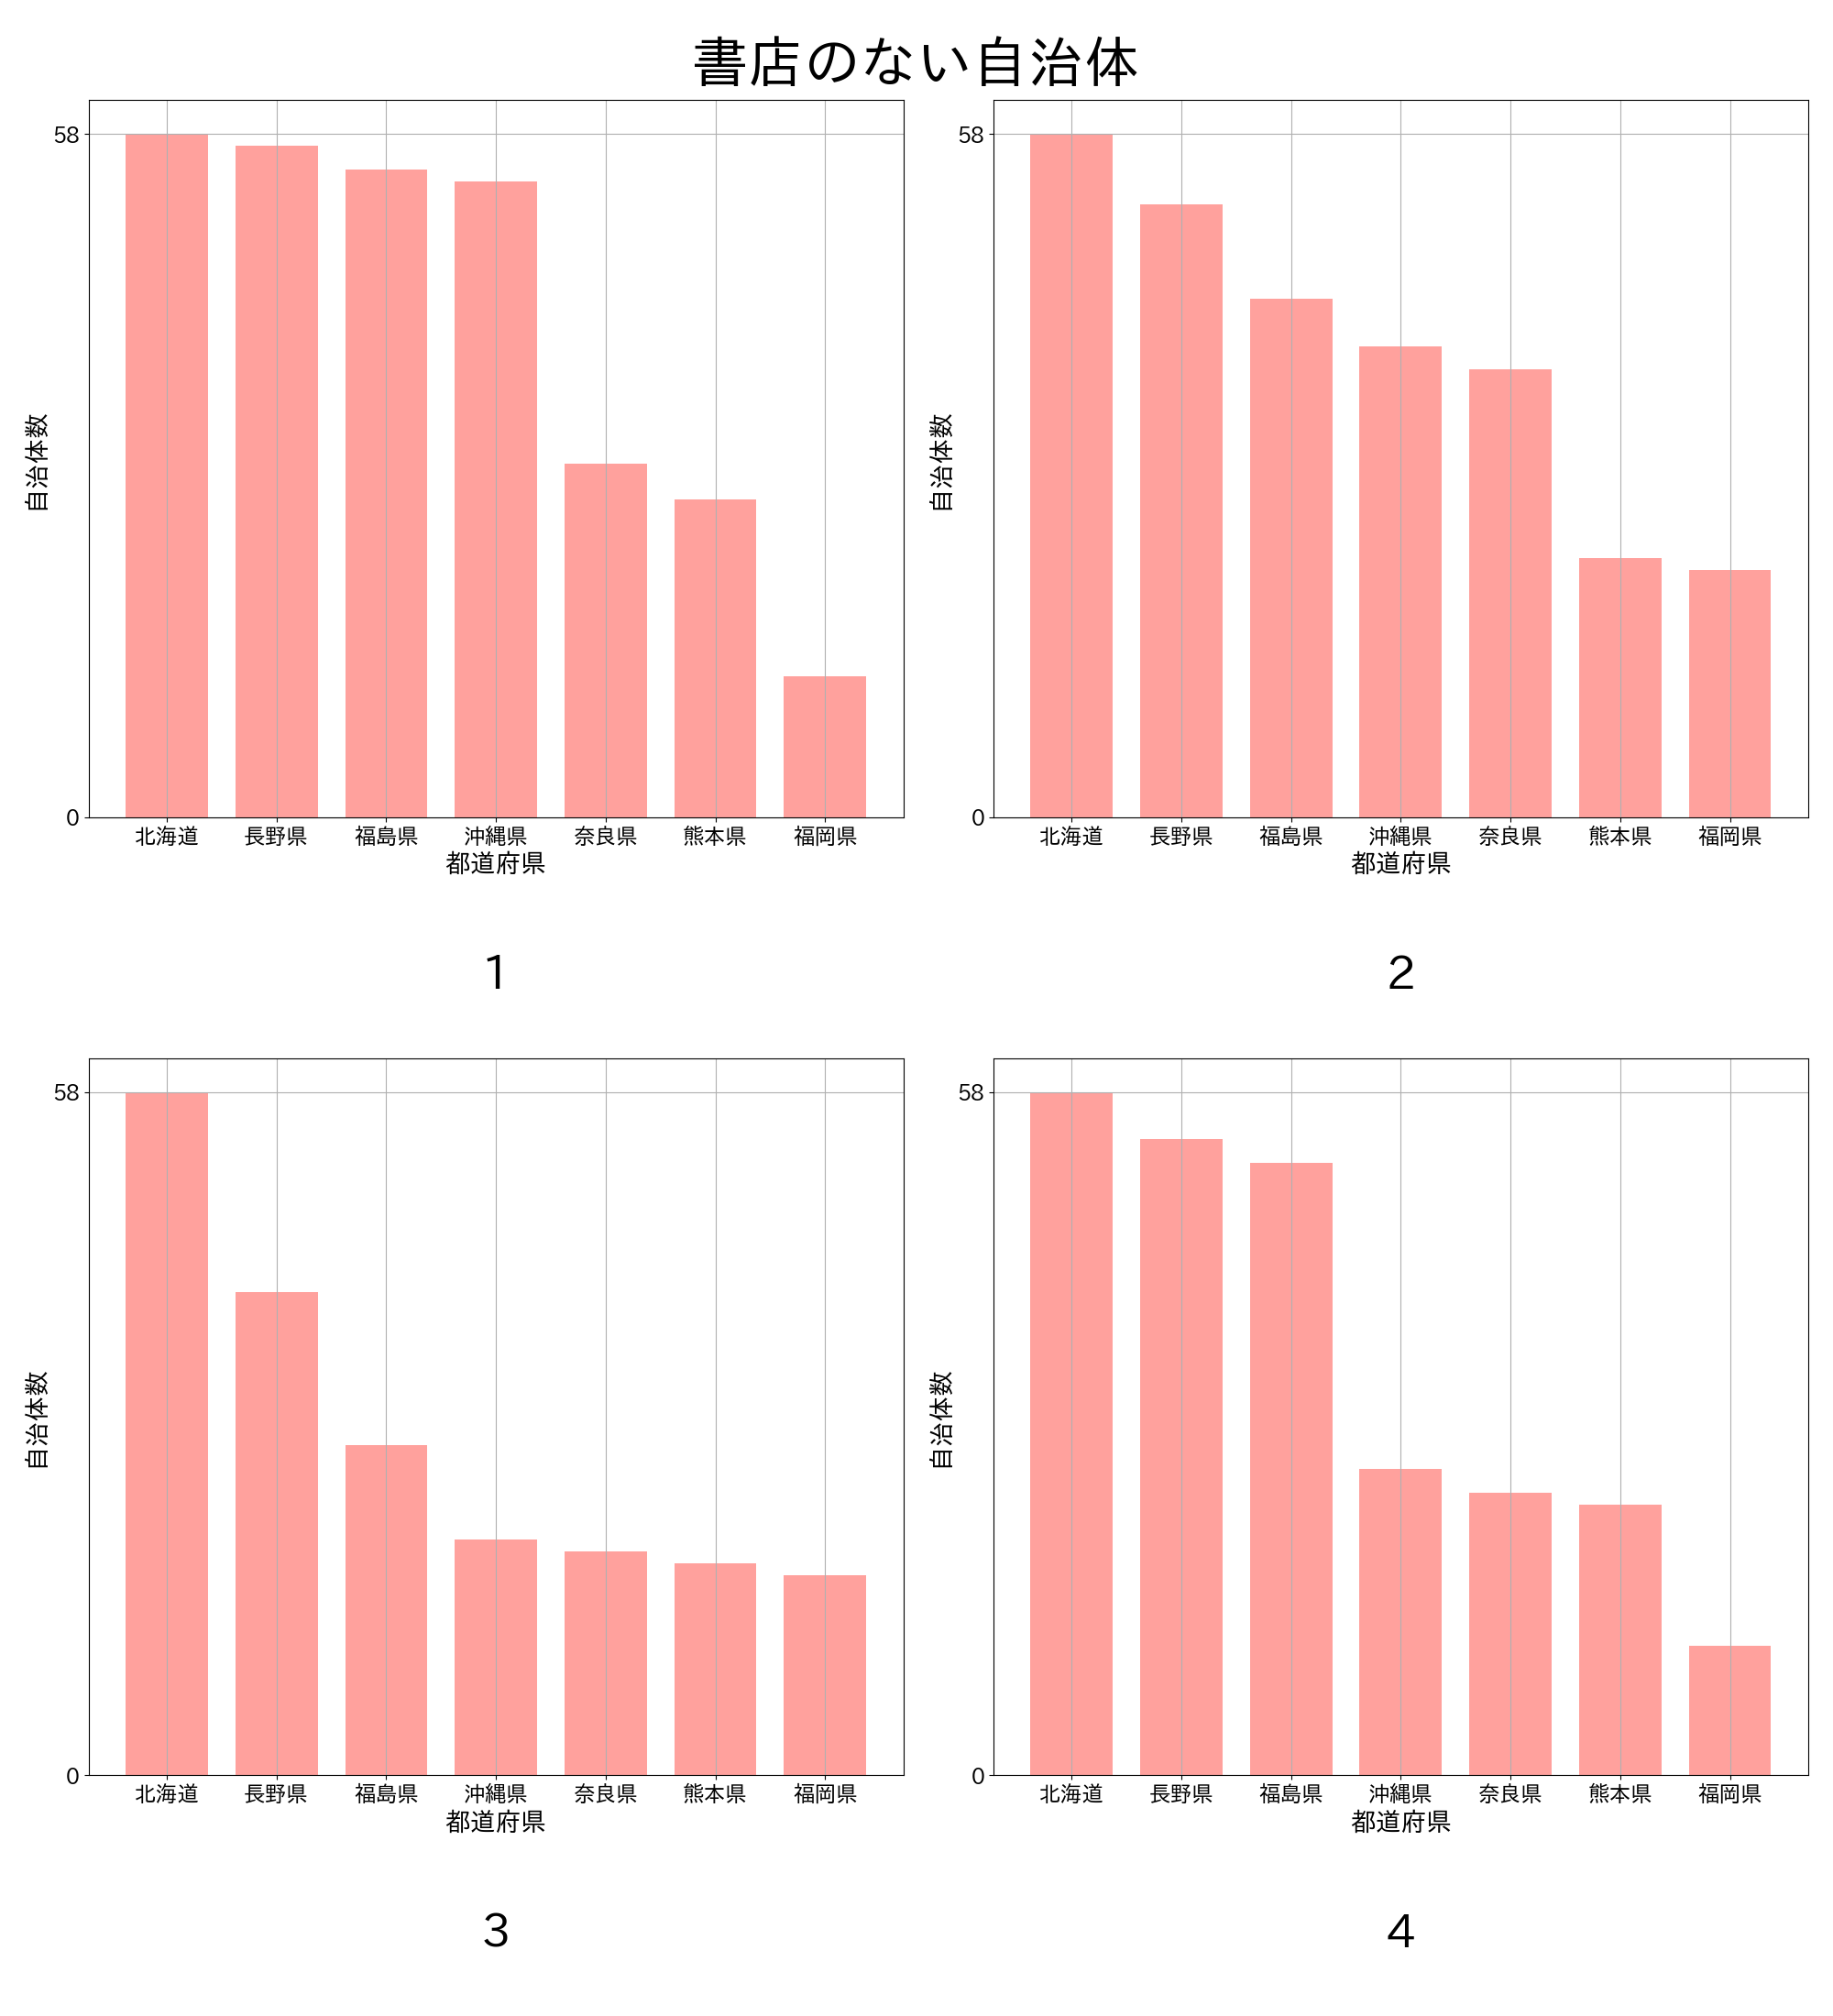 書店のない自治体
58
0
自治体数
北海道 長野県 福島県 沖縄県 奈良県 熊本県 福岡県
都道府県
1
58
0
自治体数
北海道 長野県 福島県 沖縄県 奈良県 熊本県 福岡県
都道府県
2
58
0
自治体数
北海道 長野県 福島県 沖縄県 奈良県 熊本県 福岡県
都道府県
3
58
0
自治体数
北海道 長野県 福島県 沖縄県 奈良県 熊本県 福岡県
都道府県
4